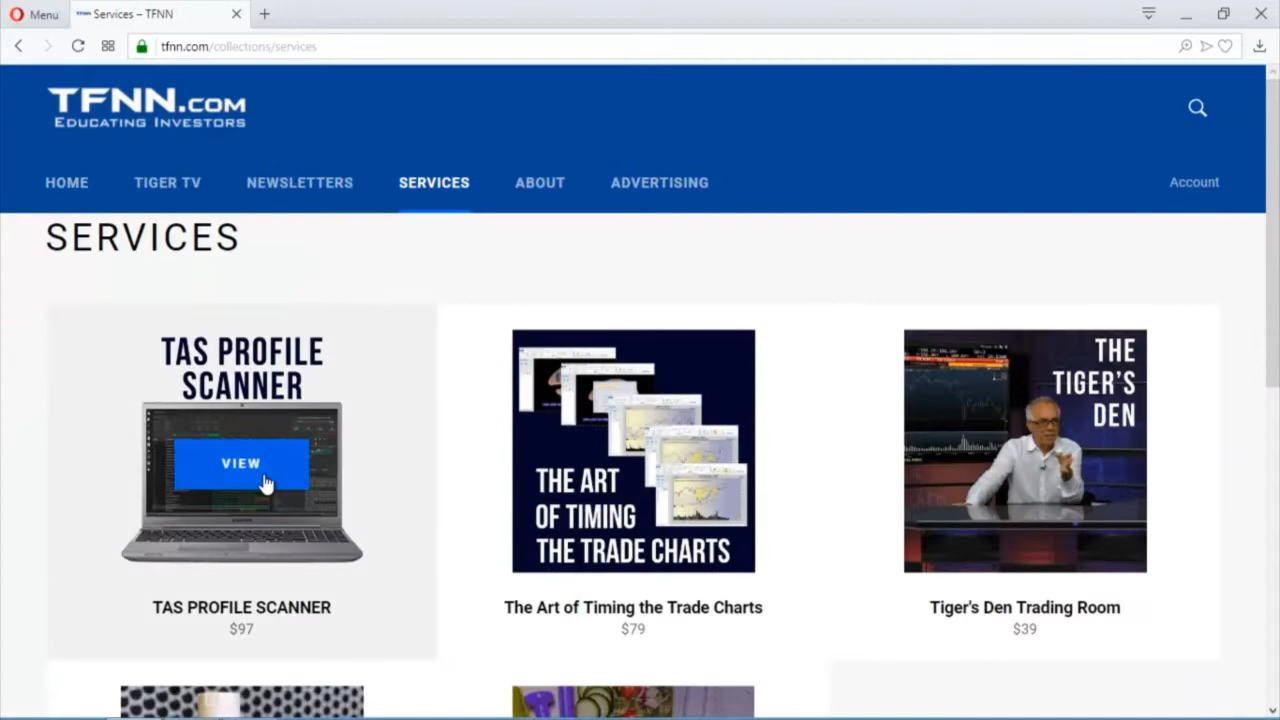 Menu
Services – TFNN
tfnn.com/collections/services
TFNN.COM
EDUCATING INVESTORS
HOME
TIGER TV
NEWSLETTERS
SERVICES
ABOUT
ADVERTISING
Account
SERVICES
TAS PROFILE
SCANNER
VIEW
TAS PROFILE SCANNER
$97
THE ART
OF TIMING
THE TRADE CHARTS
The Art of Timing the Trade Charts
$79
THE
TIGER'S
DEN
Tiger's Den Trading Room
$39